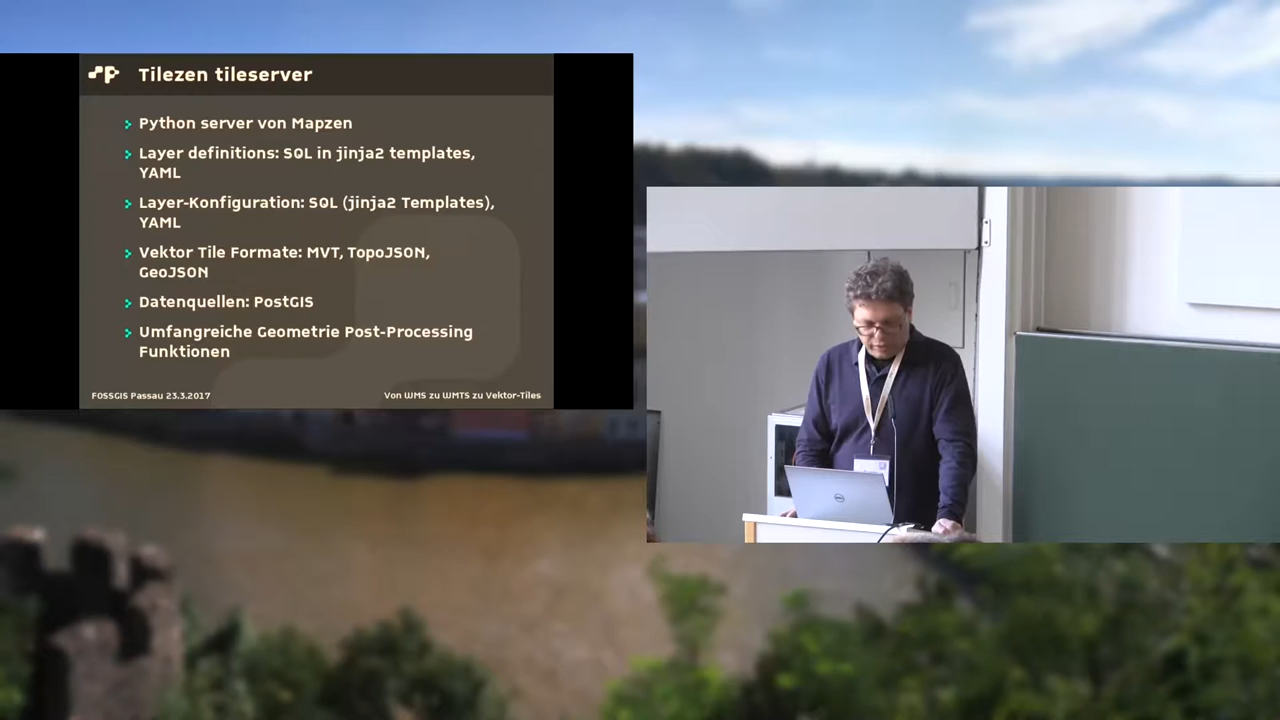 Tilezen tileserver
Python server von Mapzen
Layer definitions: SQL in jinja2 templates,
YAML
Layer-Konfiguration: SQL (jinja2 Templates),
YAML
Vektor Tile Formate: MVT, TopoJSON,
GeoJSON
Datenquellen: PostGIS
Umfangreiche Geometrie Post-Processing
Funktionen
FOSSGIS Passau 23.3.2017
Von WMS zu WMTS zu Vektor-Tiles
DELL